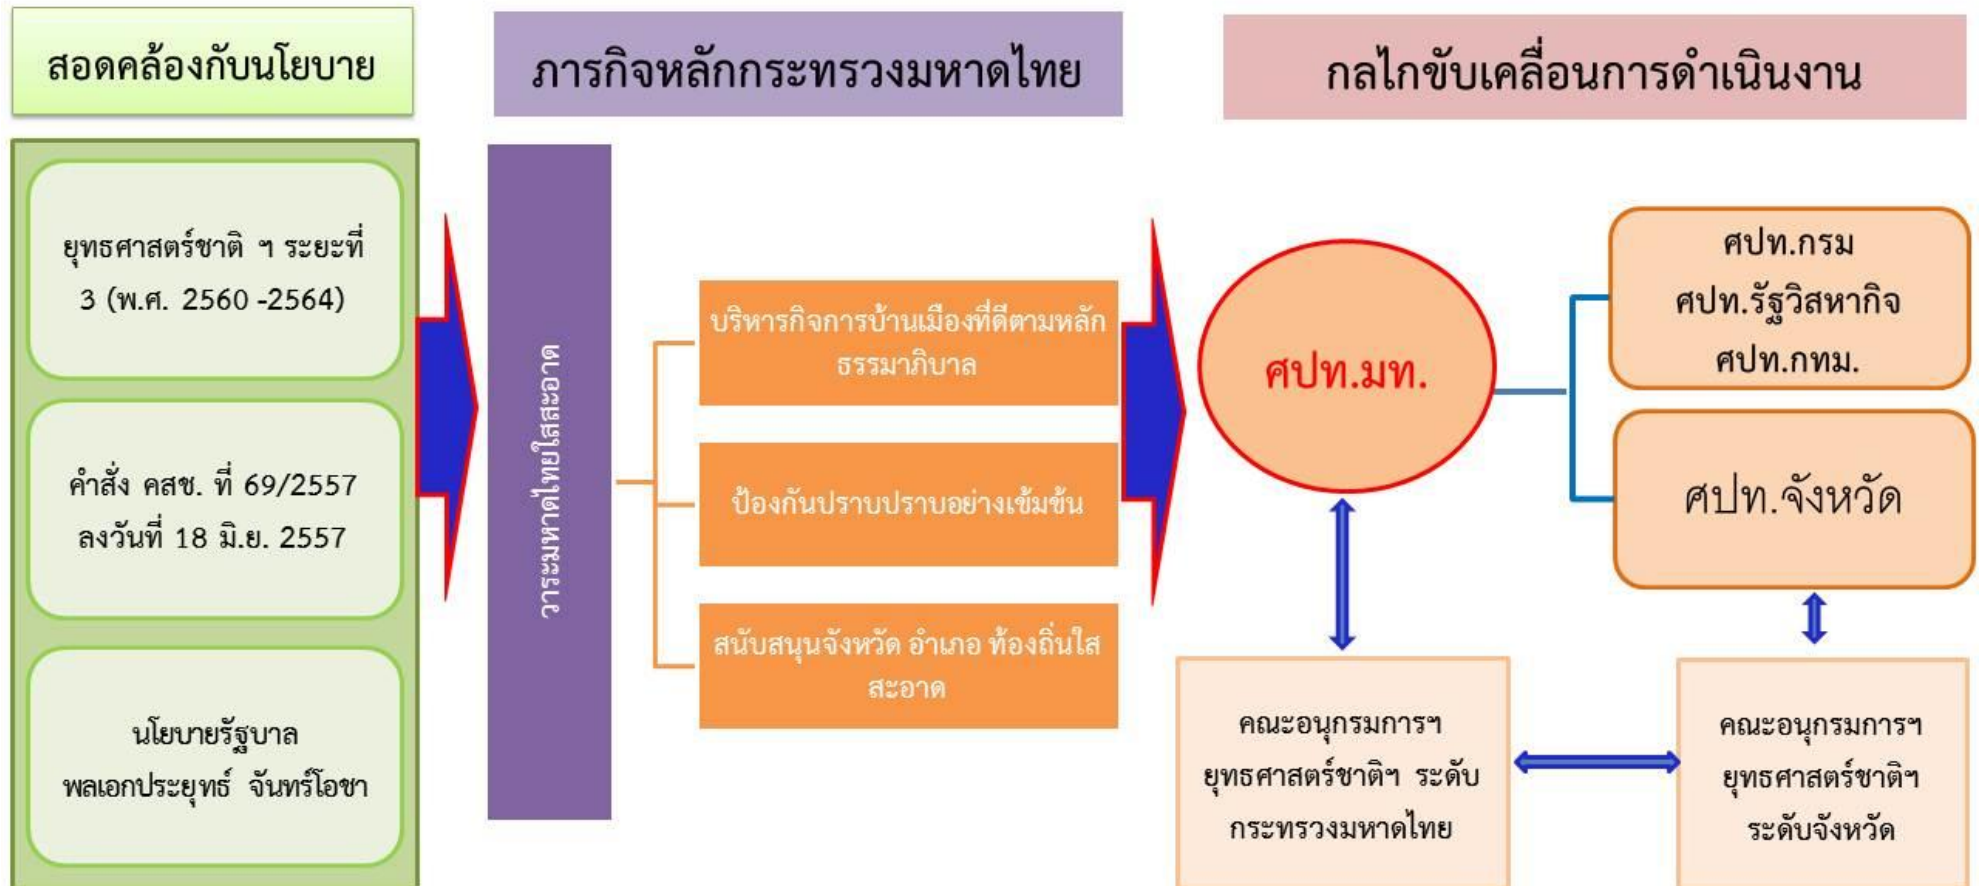 สอดคล้องกับนโยบาย
ยุทธศาสตร์ชาติ ฯ ระยะที่
3 (พ.ศ. 2560 -2564)
คำสั่ง คสช. ที่ 69/2557
ลงวันที่ 18 มิ.ย. 2557
นโยบายรัฐบาล
พลเอกประยุทธ์ จันทร์โอชา
ภารกิจหลักกระทรวงมหาดไทย
วาระมหาดไทยใสสะอาด
บริหารกิจการบ้านเมืองที่ดีตามหลัก
ธรรมาภิบาล
ป้องกันปราบปราบอย่างเข้มข้น
สนับสนุนจังหวัด อำเภอ ท้องถิ่นใส
สะอาด
กลไกขับเคลื่อนการดำเนินงาน
ศปท.มท.
ศปท.กรม
ศปท.รัฐวิสหากิจ
ศปท.กทม.
ศปท.จังหวัด
คณะอนุกรมการฯ
ยุทธศาสตร์ชาติฯ ระดับ
กระทรวงมหาดไทย
คณะอนุกรมการฯ
ยุทธศาสตร์ชาติฯ
ระดับจังหวัด